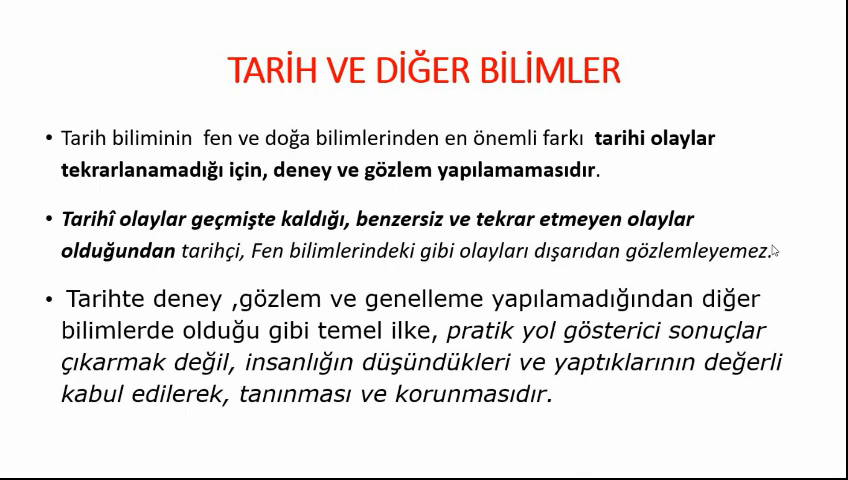 TARİH VE DİĞER BİLİMLER
• Tarih biliminin fen ve doğa bilimlerinden en önemli farkı tarihi olaylar
tekrarlanamadığı için, deney ve gözlem yapılamamasıdır.
• Tarihî olaylar geçmişte kaldığı, benzersiz ve tekrar etmeyen olaylar
olduğundan tarihçi, Fen bilimlerindeki gibi olayları dışarıdan gözlemleyemez.
• Tarihte deney ,gözlem ve genelleme yapılamadığından diğer
bilimlerde olduğu gibi temel ilke, pratik yol gösterici sonuçlar
çıkarmak değil, insanlığın düşündükleri ve yaptıklarının değerli
kabul edilerek, tanınması ve korunmasıdır.